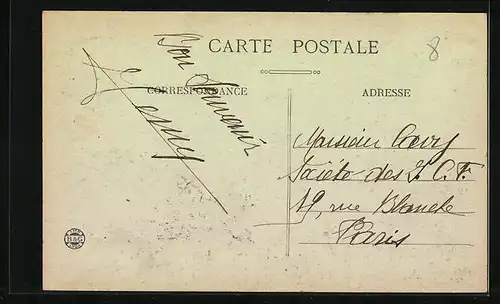 CARTE POSTALE
8
CORRESPONDANCE
ADRESSE
Bon Souvenir
Monsieur
Société des I. C. F.
19, rue Blanche
Paris